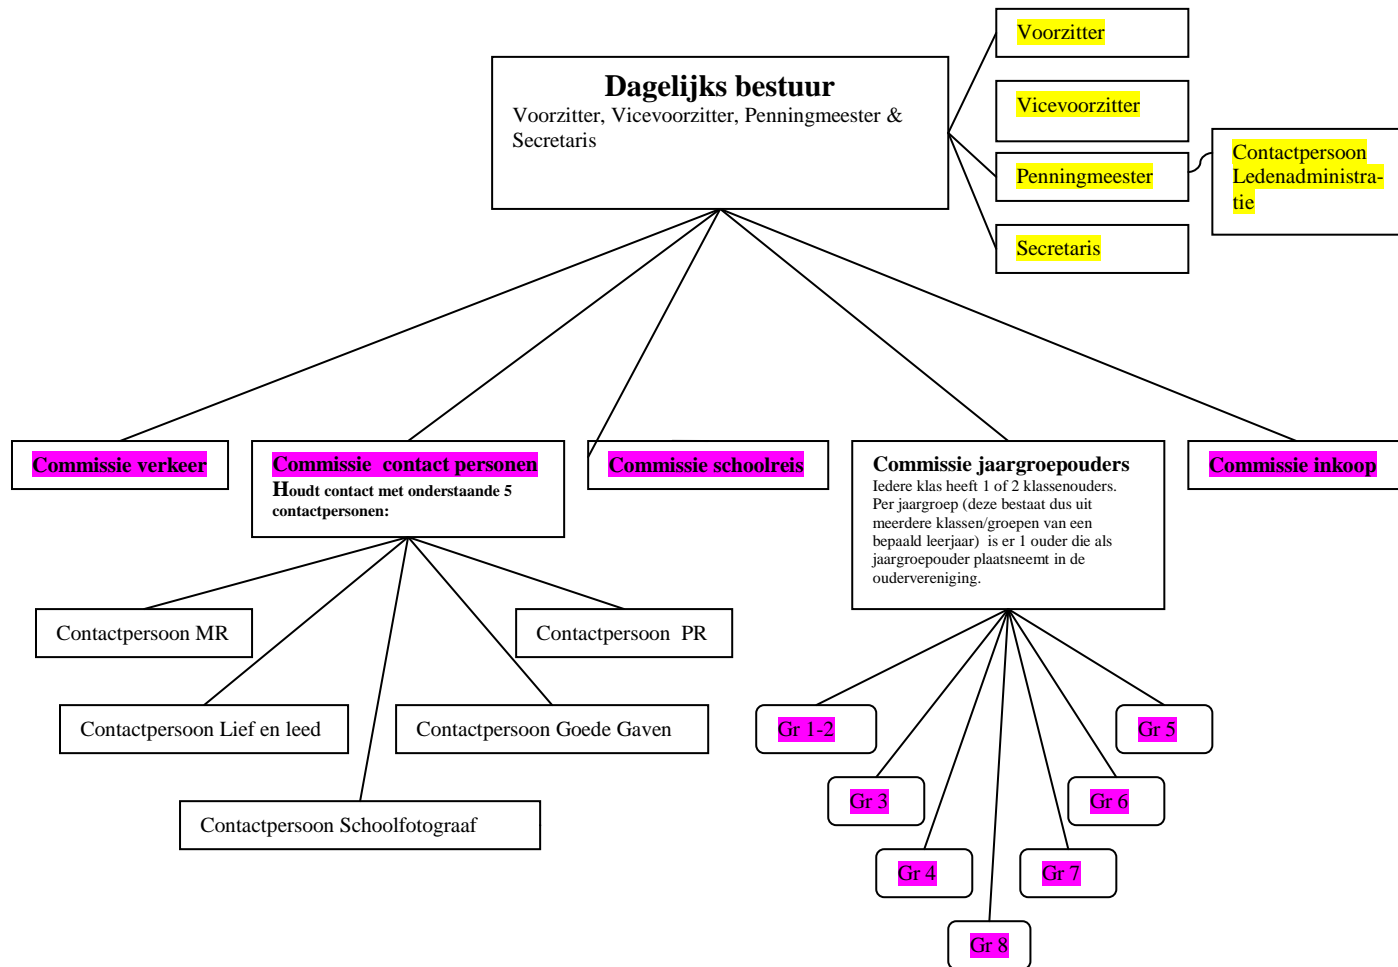 Voorzitter
Dagelijks bestuur
Voorzitter, Vicevoorzitter, Penningmeester &
Secretaris
Vicevoorzitter
Penningmeester
Contactpersoon
Ledenadministra-
tie
Secretaris
Commissie verkeer
Commissie  contact personen
Houdt contact met onderstaande 5
contactpersonen:
Commissie schoolreis
Commissie jaargroepouders
Iedere klas heeft 1 of 2 klassenouders.
Per jaargroep (deze bestaat dus uit
meerdere klassen/groepen van een
bepaald leerjaar)  is er 1 ouder die als
jaargroepouder plaatsneemt in de
oudervereniging.
Commissie inkoop
Contactpersoon MR
Contactpersoon  PR
Contactpersoon Lief en leed
Contactpersoon Goede Gaven
Contactpersoon Schoolfotograaf
Gr 1-2
Gr 5
Gr 3
Gr 6
Gr 4
Gr 7
Gr 8